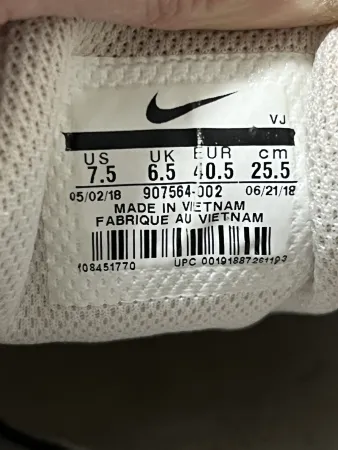 VJ
US UK EUR cm
7.5 6.5 40.5 25.5
05/02/18 907564-002 06/21/18
MADE IN VIETNAM
FABRIQUE AU VIETNAM
108451770 UPC